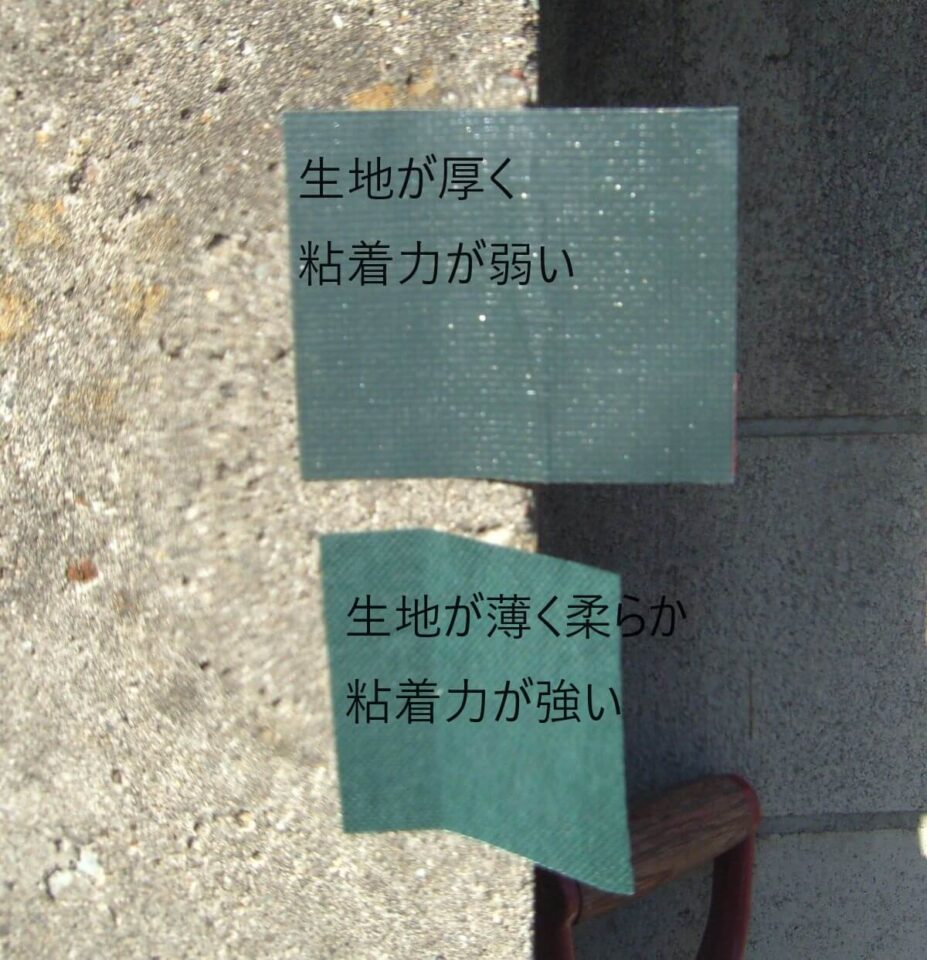 生地が厚く
粘着力が弱い
生地が薄く柔らか
粘着力が強い